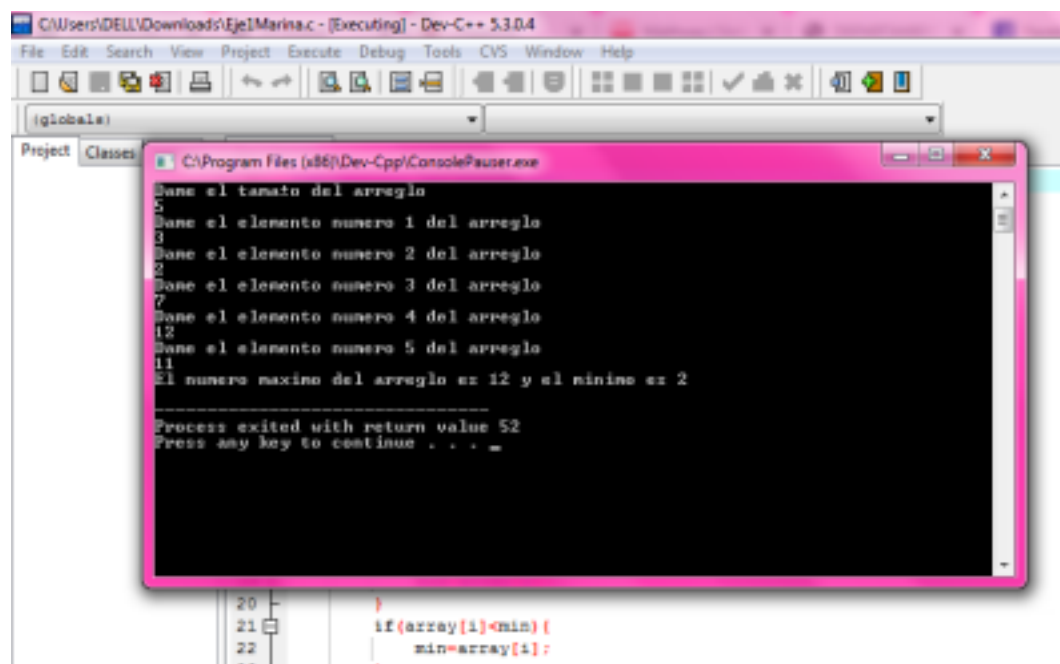 C:\Users\DELL\Downloads\Eje1Marina.c - [Executing] - Dev-C++ 5.3.0.4
File Edit Search View Project Execute Debug Tools CVS Window Help
(globals)
Project Classes
C:\Program Files (x86)\Dev-Cpp\ConsolePauser.exe
Dame el tama±o del arreglo
5
Dame el elemento numero 1 del arreglo
3
Dame el elemento numero 2 del arreglo
2
Dame el elemento numero 3 del arreglo
7
Dame el elemento numero 4 del arreglo
12
Dame el elemento numero 5 del arreglo
11
El numero maximo del arreglo es 12 y el minimo es 2
--------------------------------
Process exited with return value 52
Press any key to continue . . . _
20 }
21 if(array[i]<min){
22 min=array[i];